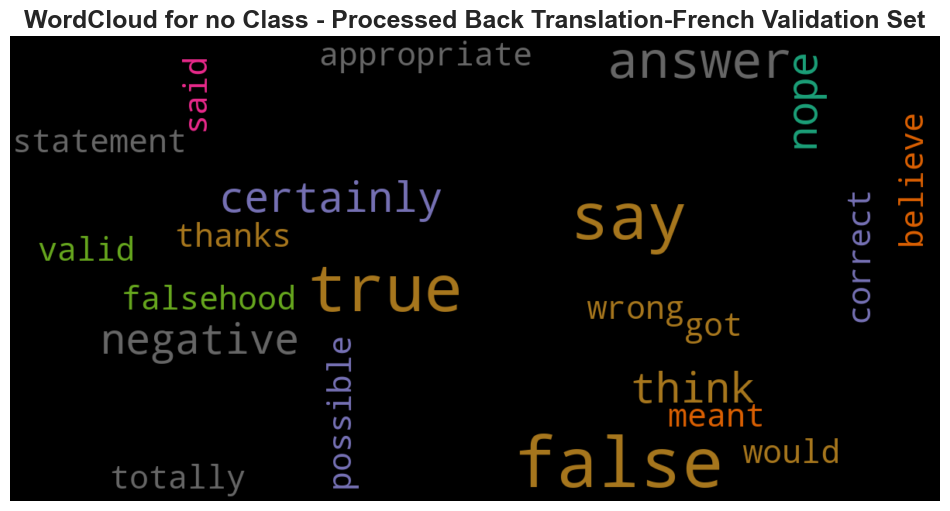 WordCloud for no Class - Processed Back Translation-French Validation Set
appropriate
answer
said
nope
statement
believe
certainly
say
correct
thanks
valid
true
falsehood
wrong
got
negative
possible
think
meant
false
would
totally